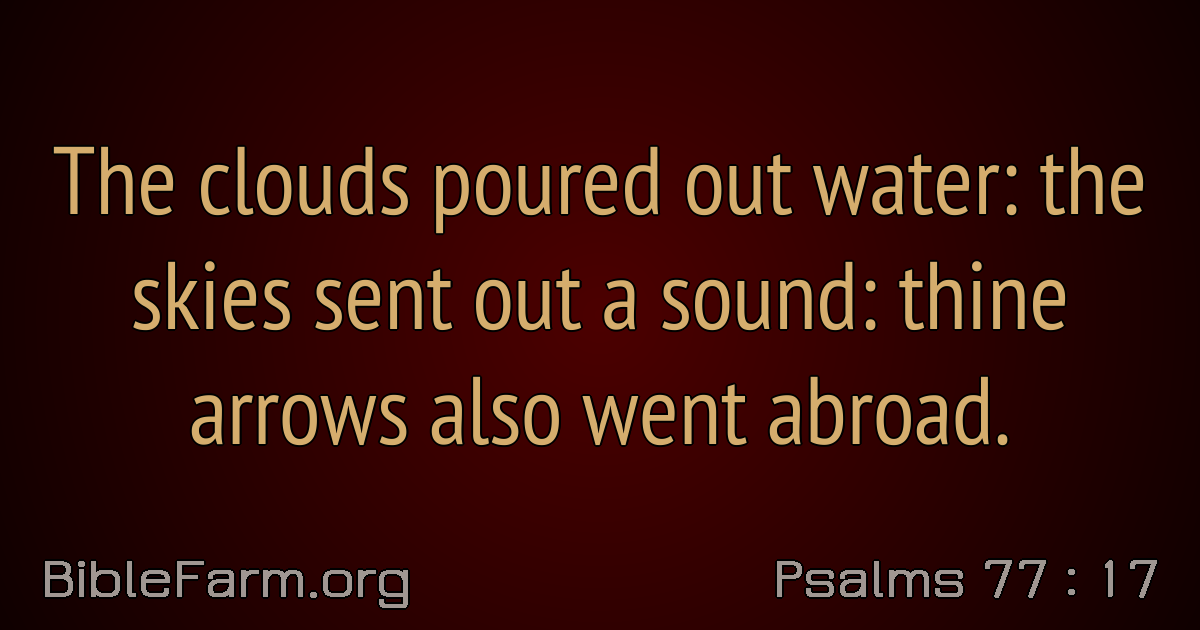 The clouds poured out water: the
skies sent out a sound: thine
arrows also went abroad.
BibleFarm.org
Psalms 77 : 17